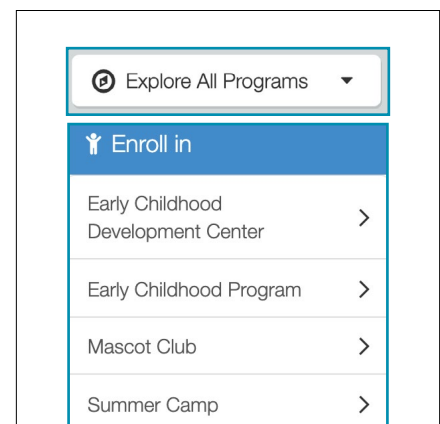 Explore All Programs
Enroll in
Early Childhood
Development Center
Early Childhood Program
Mascot Club
Summer Camp